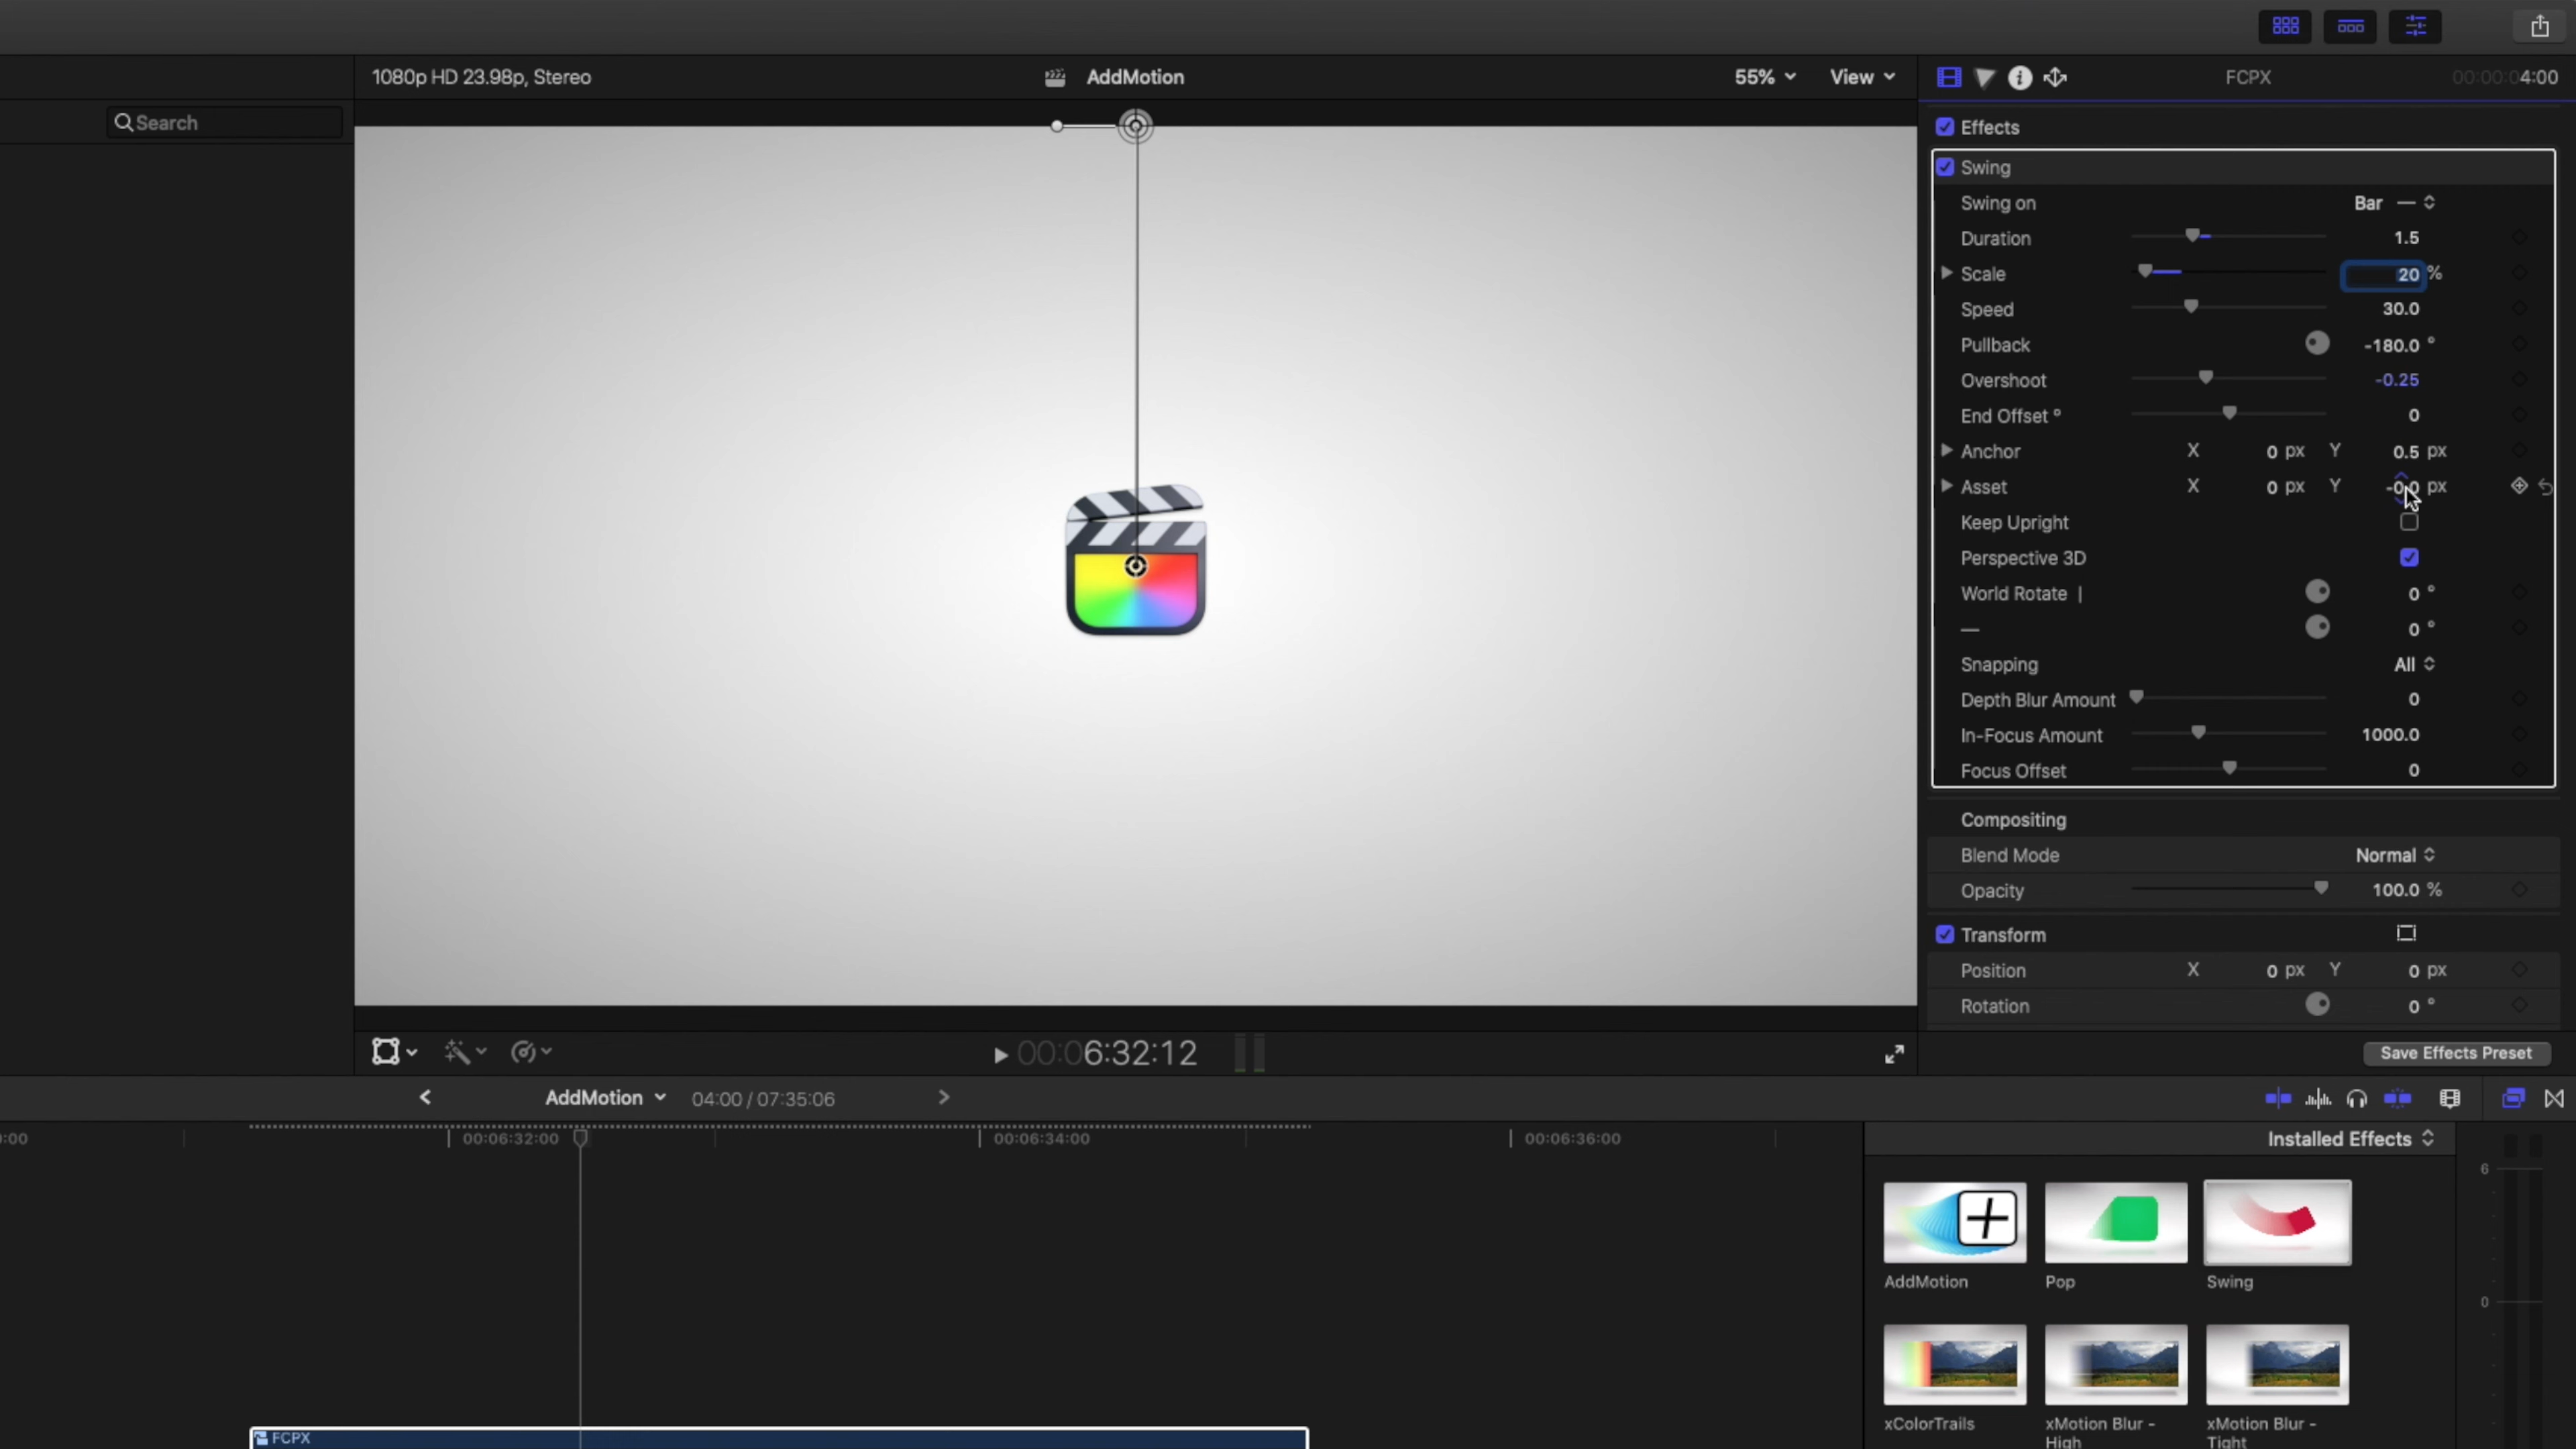 1080p HD 23.98p, Stereo
AddMotion
55%
View
FCPX
00:00:04:00
Search
Effects
Swing
Swing on Bar —
Duration 1.5
Scale 20 %
Speed 30.0
Pullback -180.0 °
Overshoot -0.25
End Offset ° 0
Anchor X 0 px Y 0.5 px
Asset X 0 px Y px
Keep Upright
Perspective 3D
World Rotate | 0 °
— 0 °
Snapping All
Depth Blur Amount 0
In-Focus Amount 1000.0
Focus Offset 0
Compositing
Blend Mode Normal
Opacity 100.0 %
Transform
Position X 0 px Y 0 px
Rotation 0 °
00:06:32:12
Save Effects Preset
AddMotion
04:00 / 07:35:06
:00
00:06:32:00
00:06:34:00
00:06:36:00
Installed Effects
6
AddMotion
Pop
Swing
0
xColorTrails
xMotion Blur -
High
xMotion Blur -
Tight
FCPX